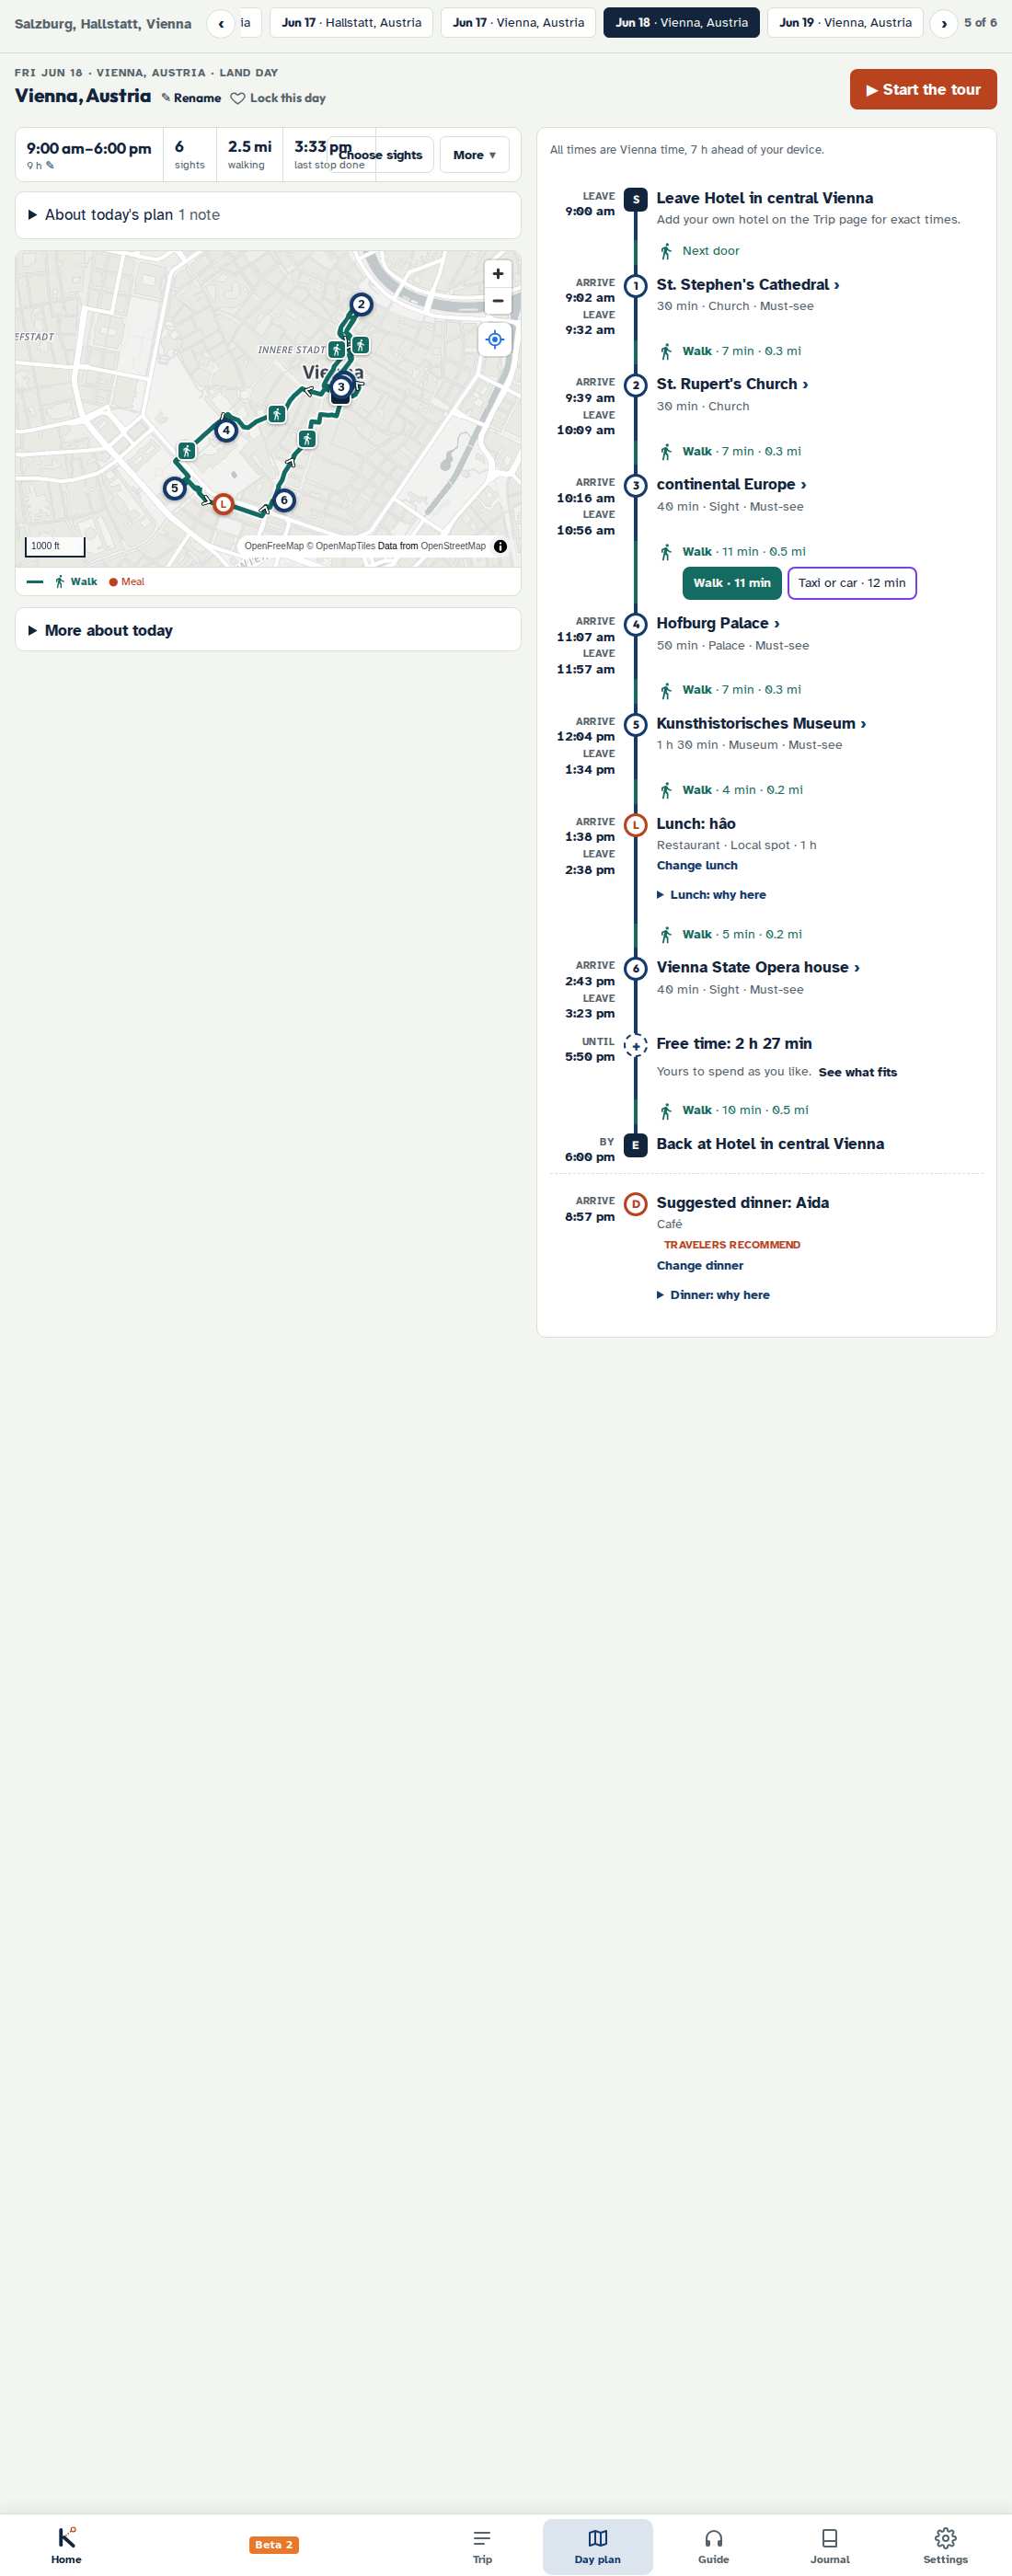 Salzburg, Hallstatt, Vienna
‹
ia
Jun 17 · Hallstatt, Austria
Jun 17 · Vienna, Austria
Jun 18 · Vienna, Austria
Jun 19 · Vienna, Austria
›
5 of 6
FRI JUN 18 · VIENNA, AUSTRIA · LAND DAY
Vienna, Austria ✎ Rename Lock this day
▶ Start the tour
9:00 am–6:00 pm
9 h ✎
6
sights
2.5 mi
walking
3:33 pm
last stop done
Choose sights
More ▼
▶ About today's plan 1 note
EFSTADT
INNERE STADT
2
3
4
5
L
6
+
−
1000 ft
OpenFreeMap © OpenMapTiles Data from OpenStreetMap
Walk
Meal
▶ More about today
All times are Vienna time, 7 h ahead of your device.
LEAVE
9:00 am
S
Leave Hotel in central Vienna
Add your own hotel on the Trip page for exact times.
Next door
ARRIVE
9:02 am
LEAVE
9:32 am
1
St. Stephen's Cathedral ›
30 min · Church · Must-see
Walk · 7 min · 0.3 mi
ARRIVE
9:39 am
LEAVE
10:09 am
2
St. Rupert's Church ›
30 min · Church
Walk · 7 min · 0.3 mi
ARRIVE
10:16 am
LEAVE
10:56 am
3
continental Europe ›
40 min · Sight · Must-see
Walk · 11 min · 0.5 mi
Walk · 11 min
Taxi or car · 12 min
ARRIVE
11:07 am
LEAVE
11:57 am
4
Hofburg Palace ›
50 min · Palace · Must-see
Walk · 7 min · 0.3 mi
ARRIVE
12:04 pm
LEAVE
1:34 pm
5
Kunsthistorisches Museum ›
1 h 30 min · Museum · Must-see
Walk · 4 min · 0.2 mi
ARRIVE
1:38 pm
LEAVE
2:38 pm
L
Lunch: hâo
Restaurant · Local spot · 1 h
Change lunch
▶ Lunch: why here
Walk · 5 min · 0.2 mi
ARRIVE
2:43 pm
LEAVE
3:23 pm
6
Vienna State Opera house ›
40 min · Sight · Must-see
UNTIL
5:50 pm
+
Free time: 2 h 27 min
Yours to spend as you like. See what fits
Walk · 10 min · 0.5 mi
BY
6:00 pm
E
Back at Hotel in central Vienna
ARRIVE
8:57 pm
D
Suggested dinner: Aida
Café
TRAVELERS RECOMMEND
Change dinner
▶ Dinner: why here
Home
Beta 2
Trip
Day plan
Guide
Journal
Settings